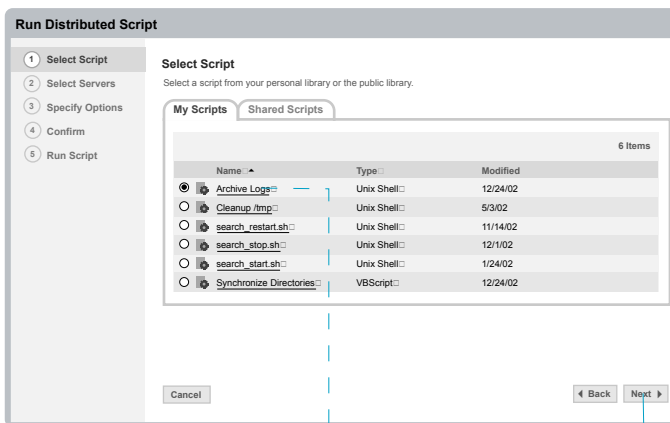 Run Distributed Script
1 Select Script
2 Select Servers
3 Specify Options
4 Confirm
5 Run Script
Select Script
Select a script from your personal library or the public library.
My Scripts Shared Scripts
6 Items
Name Type Modified
Archive Logs Unix Shell 12/24/02
Cleanup /tmp Unix Shell 5/3/02
search_restart.sh Unix Shell 11/14/02
search_stop.sh Unix Shell 12/1/02
search_start.sh Unix Shell 1/24/02
Synchronize Directories VBScript 12/24/02
Cancel Back Next